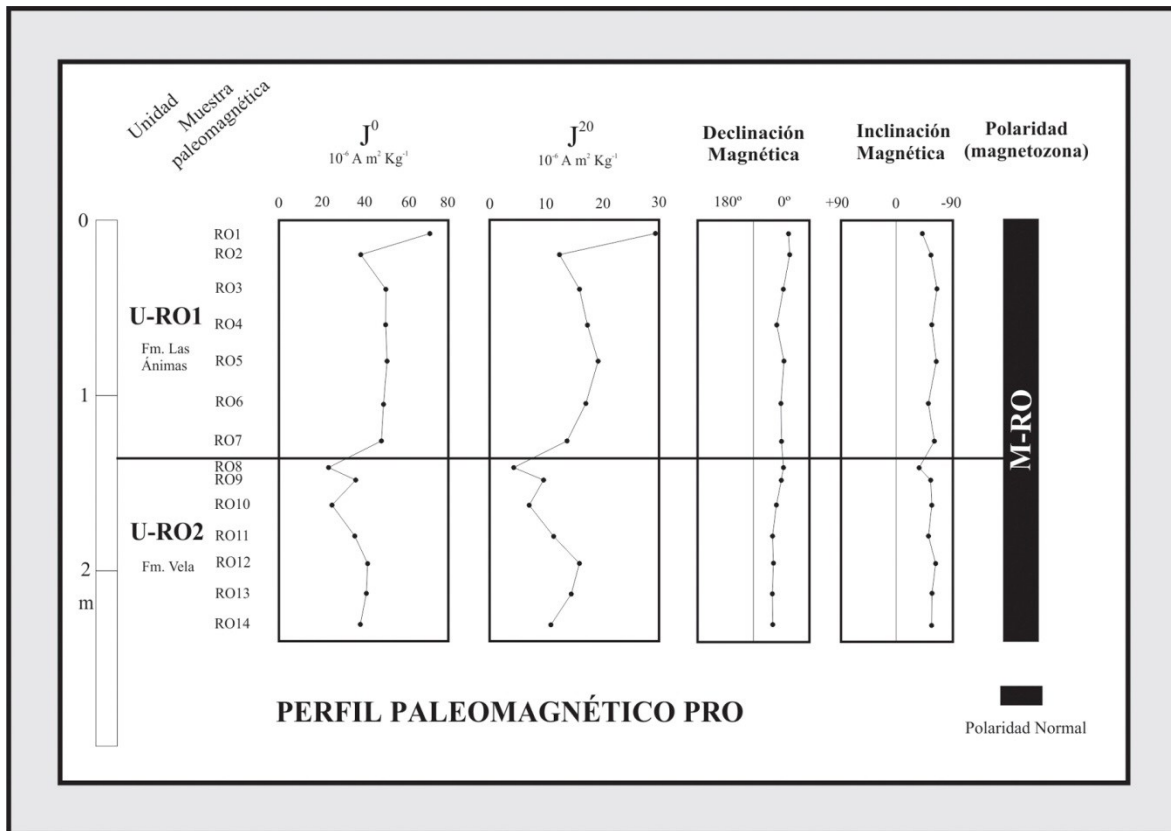 Unidad
Muestra
paleomagnética
J⁰
10⁻⁶ A m² Kg⁻¹
J²⁰
10⁻⁶ A m² Kg⁻¹
Declinación
Magnética
Inclinación
Magnética
Polaridad
(magnetozona)
0 20 40 60 80
0 10 20 30
180º 0º
+90 0 -90
0
RO1
RO2
RO3
U-RO1
RO4
Fm. Las
Ánimas
RO5
1
RO6
RO7
M-RO
RO8
RO9
RO10
U-RO2
RO11
Fm. Vela
RO12
2
RO13
m
RO14
PERFIL PALEOMAGNÉTICO PRO
Polaridad Normal